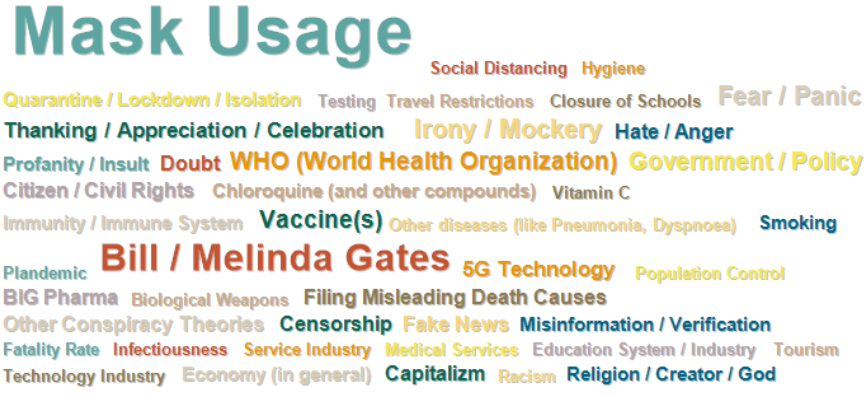 Mask Usage
Social Distancing Hygiene
Quarantine / Lockdown / Isolation Testing Travel Restrictions Closure of Schools Fear / Panic
Thanking / Appreciation / Celebration Irony / Mockery Hate / Anger
Profanity / Insult Doubt WHO (World Health Organization) Government / Policy
Citizen / Civil Rights Chloroquine (and other compounds) Vitamin C
Immunity / Immune System Vaccine(s) Other diseases (like Pneumonia, Dyspnoea) Smoking
Plandemic Bill / Melinda Gates 5G Technology Population Control
BIG Pharma Biological Weapons Filing Misleading Death Causes
Other Conspiracy Theories Censorship Fake News Misinformation / Verification
Fatality Rate Infectiousness Service Industry Medical Services Education System / Industry Tourism
Technology Industry Economy (in general) Capitalizm Racism Religion / Creator / God